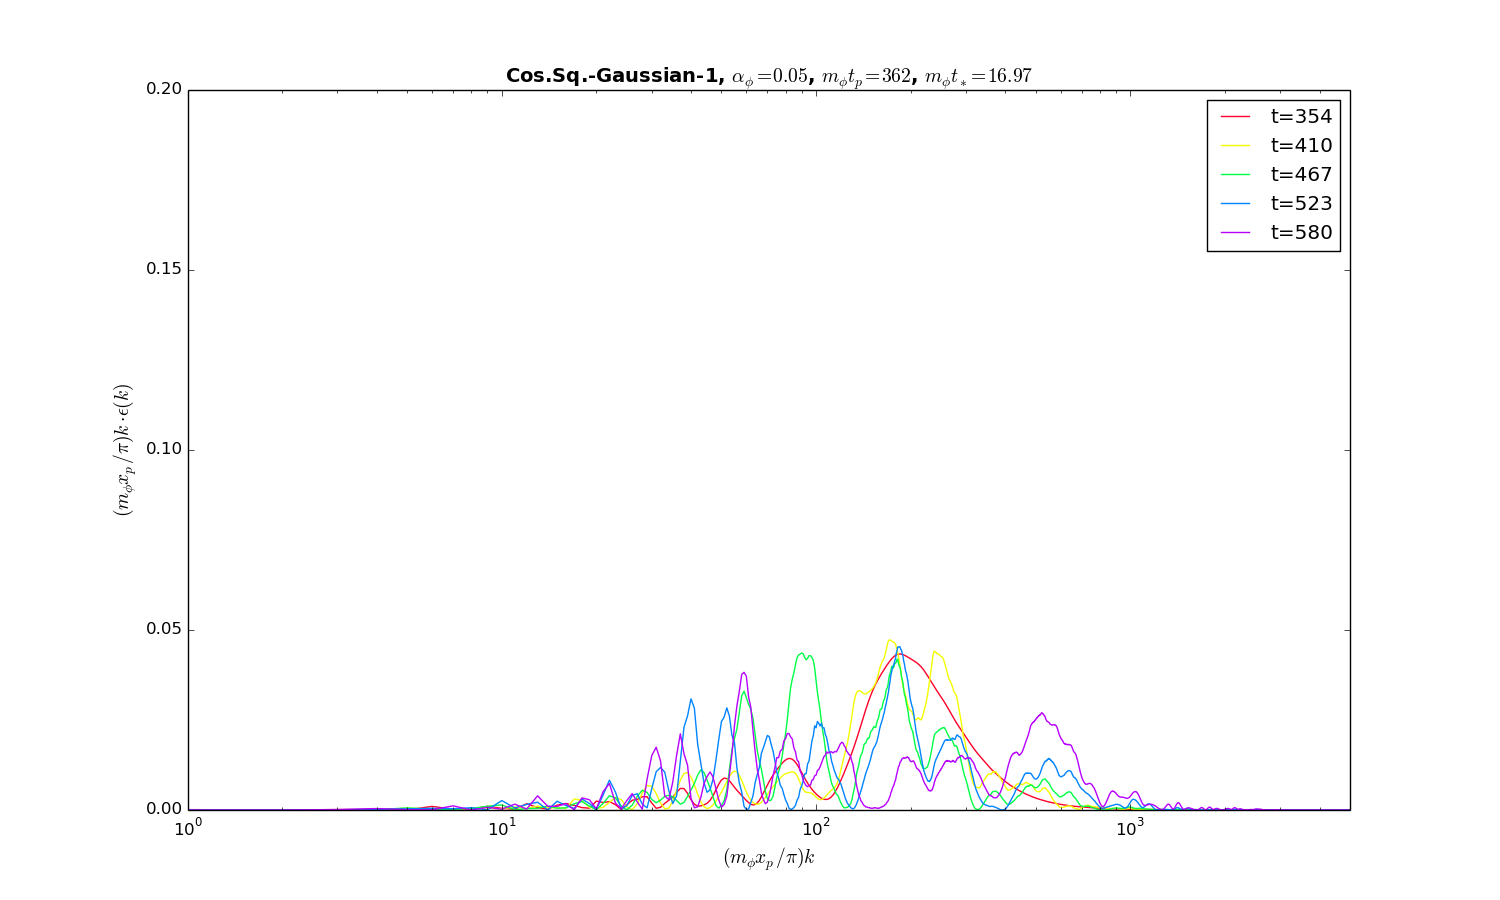 Cos.Sq.-Gaussian-1, α_ϕ=0.05, m_ϕt_p=362, m_ϕt_*=16.97
0.20
0.15
0.10
0.05
0.00
(m_ϕx_p/π)k·ϵ(k)
t=354
t=410
t=467
t=523
t=580
10^0
10^1
10^2
10^3
(m_ϕx_p/π)k